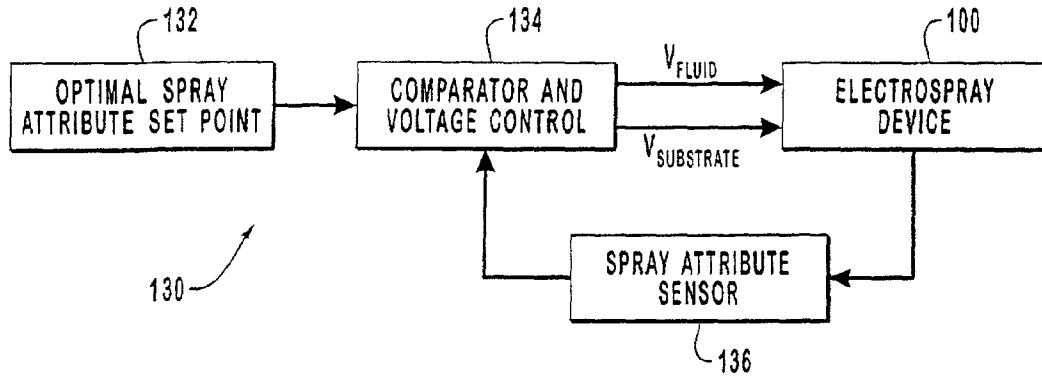 132
134
100
OPTIMAL SPRAY
ATTRIBUTE SET POINT
COMPARATOR AND
VOLTAGE CONTROL
V_FLUID
V_SUBSTRATE
ELECTROSPRAY
DEVICE
130
SPRAY ATTRIBUTE
SENSOR
136